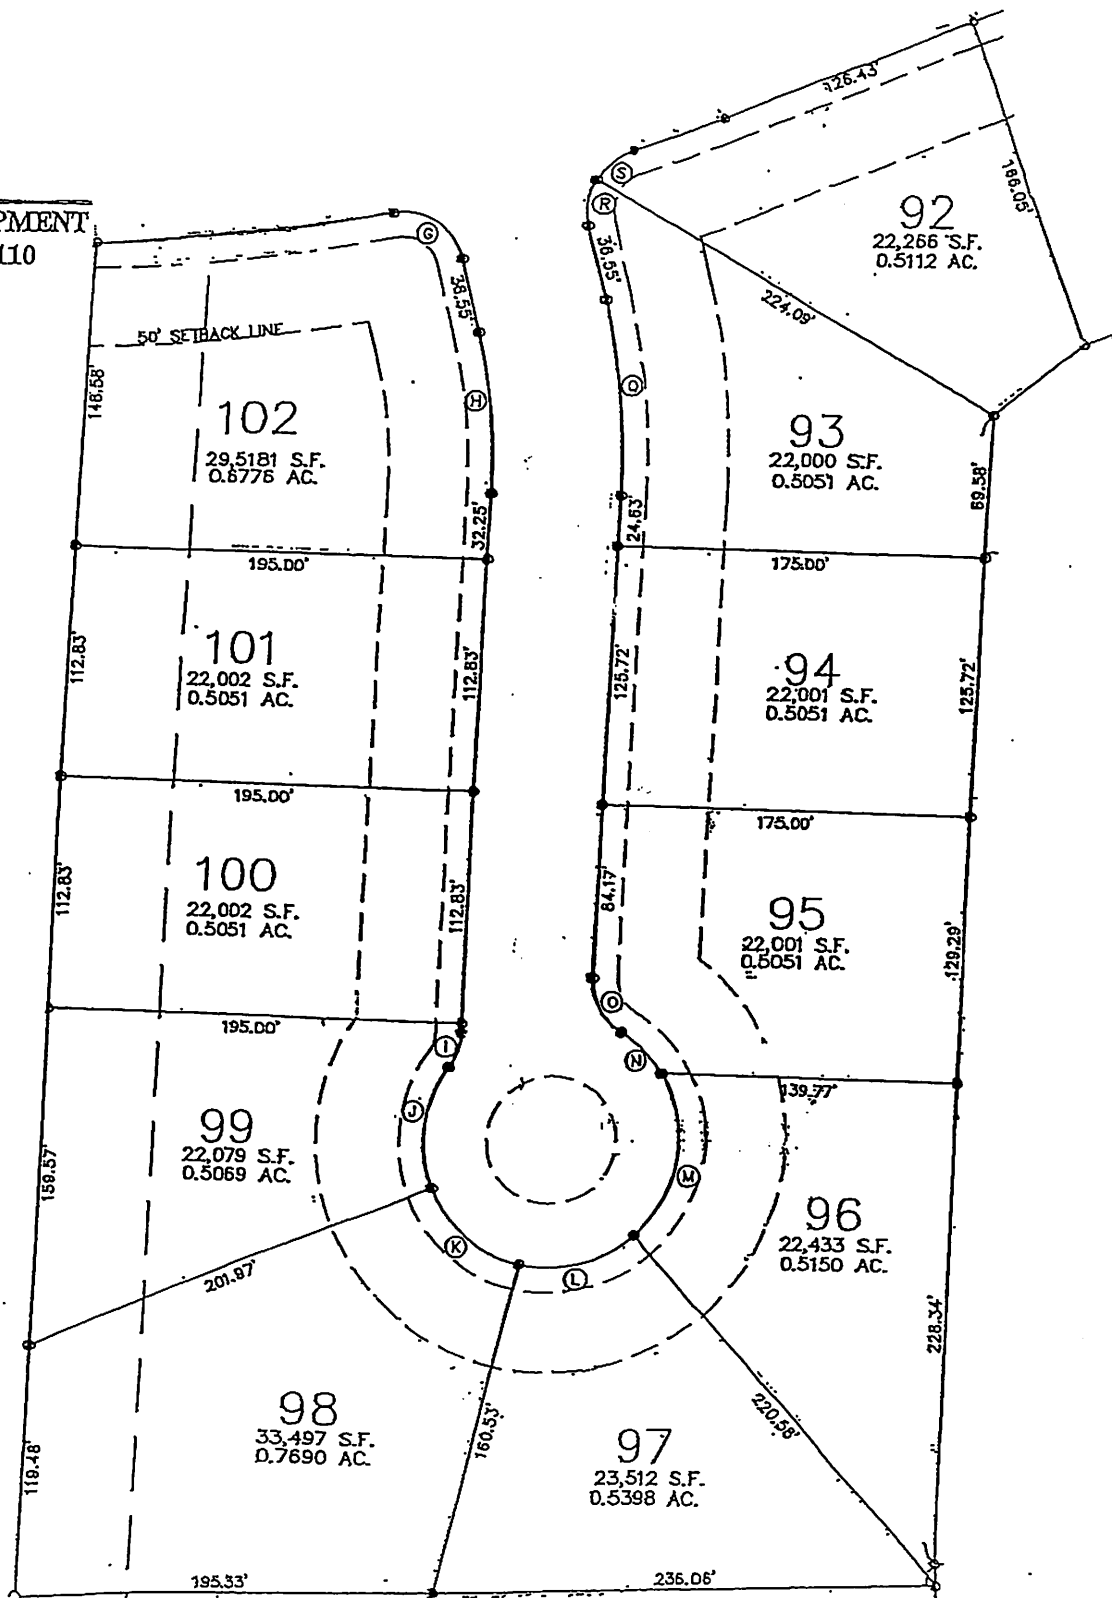 PMENT
110
126.43'
S
R
G
36.55'
36.55'
166.05'
92
22,266 S.F.
0.5112 AC.
224.09'
50' SETBACK LINE
146.58'
H
Q
102
29,5181 S.F.
0.6776 AC.
93
22,000 S.F.
0.5051 AC.
69.58'
32.25'
24.63'
195.00'
175.00'
101
22,002 S.F.
0.5051 AC.
112.83'
112.83'
125.72'
94
22,001 S.F.
0.5051 AC.
125.72'
195.00'
175.00'
100
22,002 S.F.
0.5051 AC.
112.83'
112.83'
84.17'
95
22,001 S.F.
0.5051 AC.
129.29'
195.00'
O
I
N
139.77'
J
99
22,079 S.F.
0.5069 AC.
159.57'
M
96
22,433 S.F.
0.5150 AC.
K
L
201.97'
228.34'
98
33,497 S.F.
0.7690 AC.
160.53'
220.58'
97
23,512 S.F.
0.5398 AC.
119.48'
195.33'
236.06'